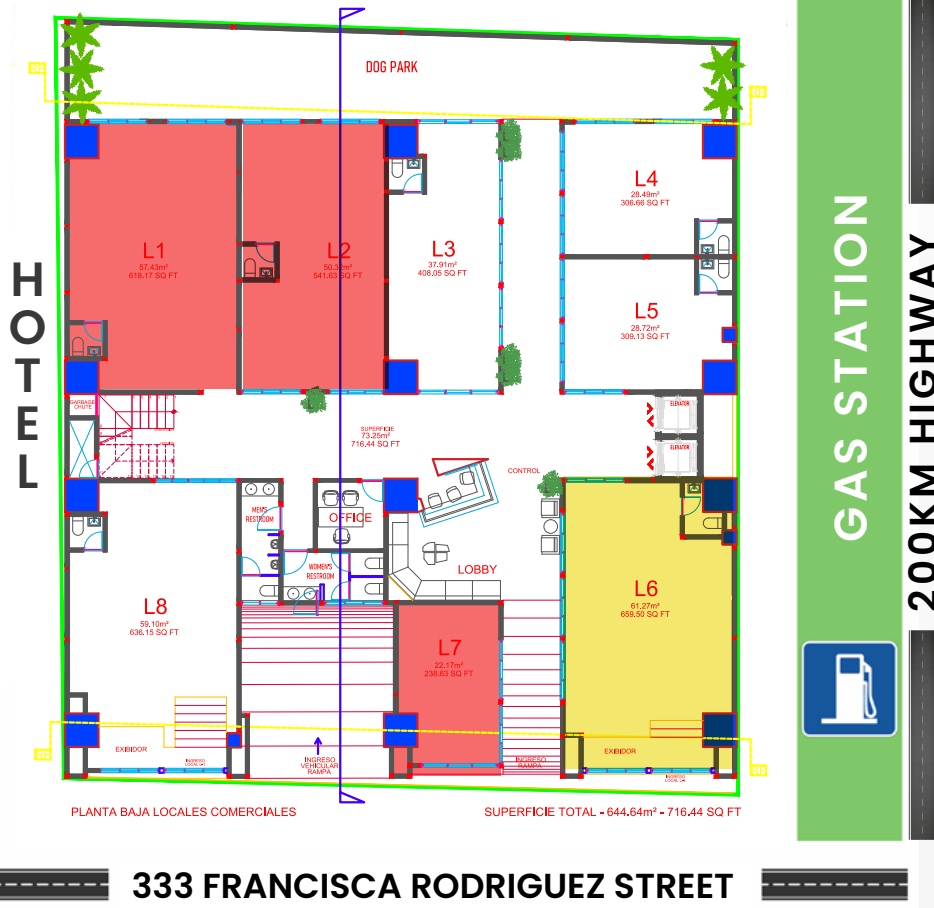 DOG PARK
L1
57.43m²
618.17 SQ FT
L2
541.63 SQ FT
L3
37.91m²
408.05 SQ FT
L4
28.49m²
306.66 SQ FT
L5
28.72m²
309.13 SQ FT
HOTEL
GARBAGE
CHUTE
SUPERFICIE
73.25m²
716.44 SQ FT
ELEVATOR
ELEVATOR
CONTROL
MEN'S
RESTROOM
OFFICE
WOMEN'S
RESTROOM
LOBBY
L8
59.10m²
636.15 SQ FT
L7
22.17m²
238.63 SQ FT
L6
61.27m²
659.50 SQ FT
EXIBIDOR
INGRESO
INGRESO
VEHICULAR
RAMPA
INGRESO
RAMPA
EXIBIDOR
INGRESO
PLANTA BAJA LOCALES COMERCIALES
SUPERFICIE TOTAL - 644.64m² - 716.44 SQ FT
GAS STATION
200KM HIGHWAY
333 FRANCISCA RODRIGUEZ STREET